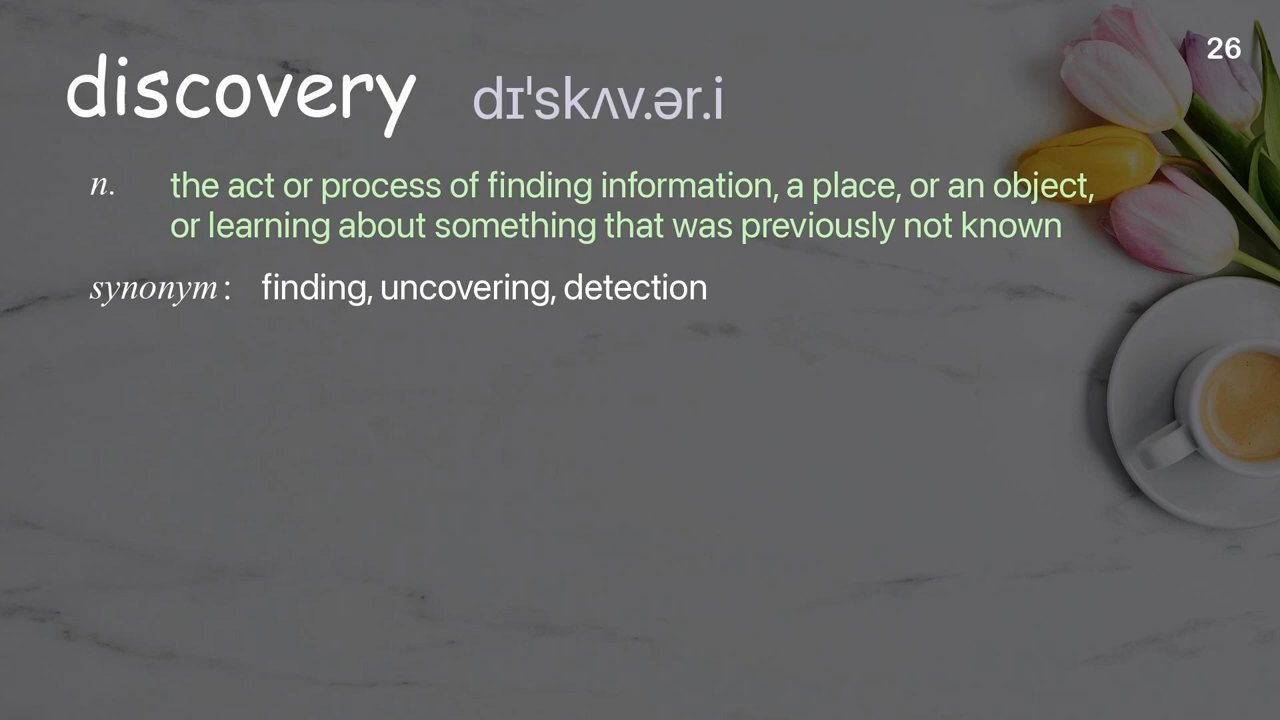 26
discovery dɪˈskʌv.ər.i
n. the act or process of finding information, a place, or an object,
or learning about something that was previously not known
synonym: finding, uncovering, detection